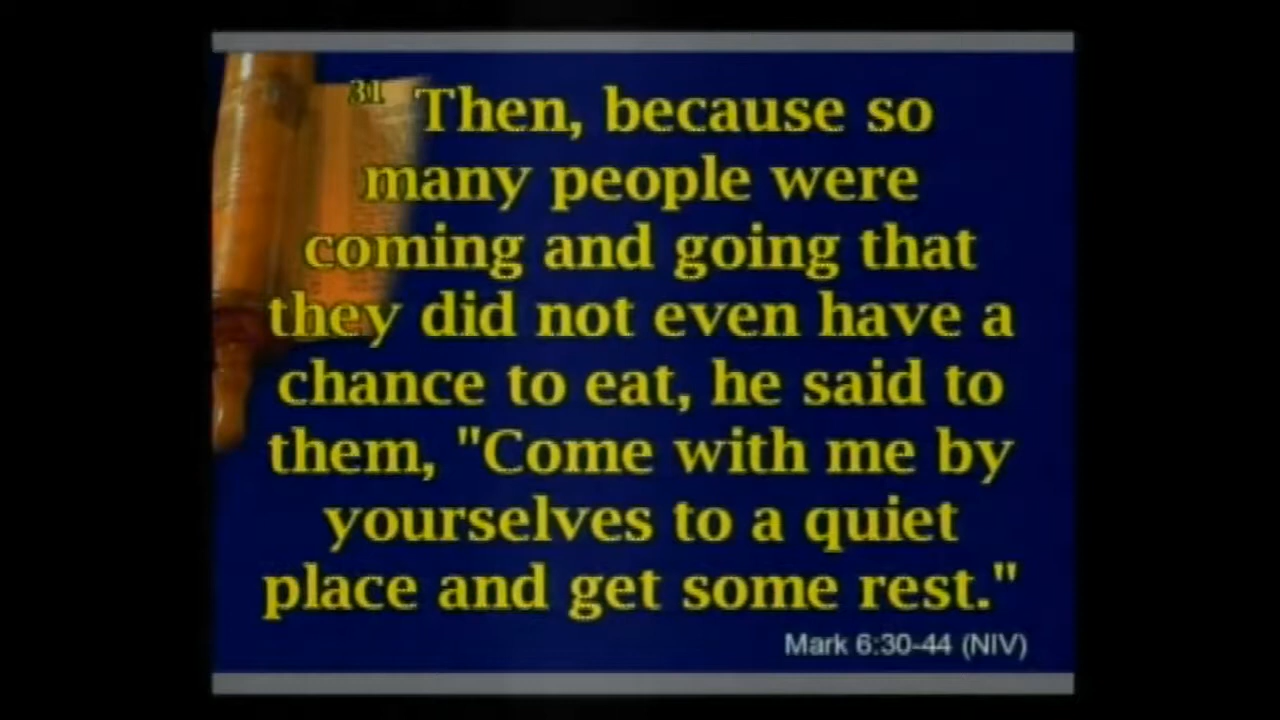 31 Then, because so
many people were
coming and going that
they did not even have a
chance to eat, he said to
them, "Come with me by
yourselves to a quiet
place and get some rest."
Mark 6:30-44 (NIV)